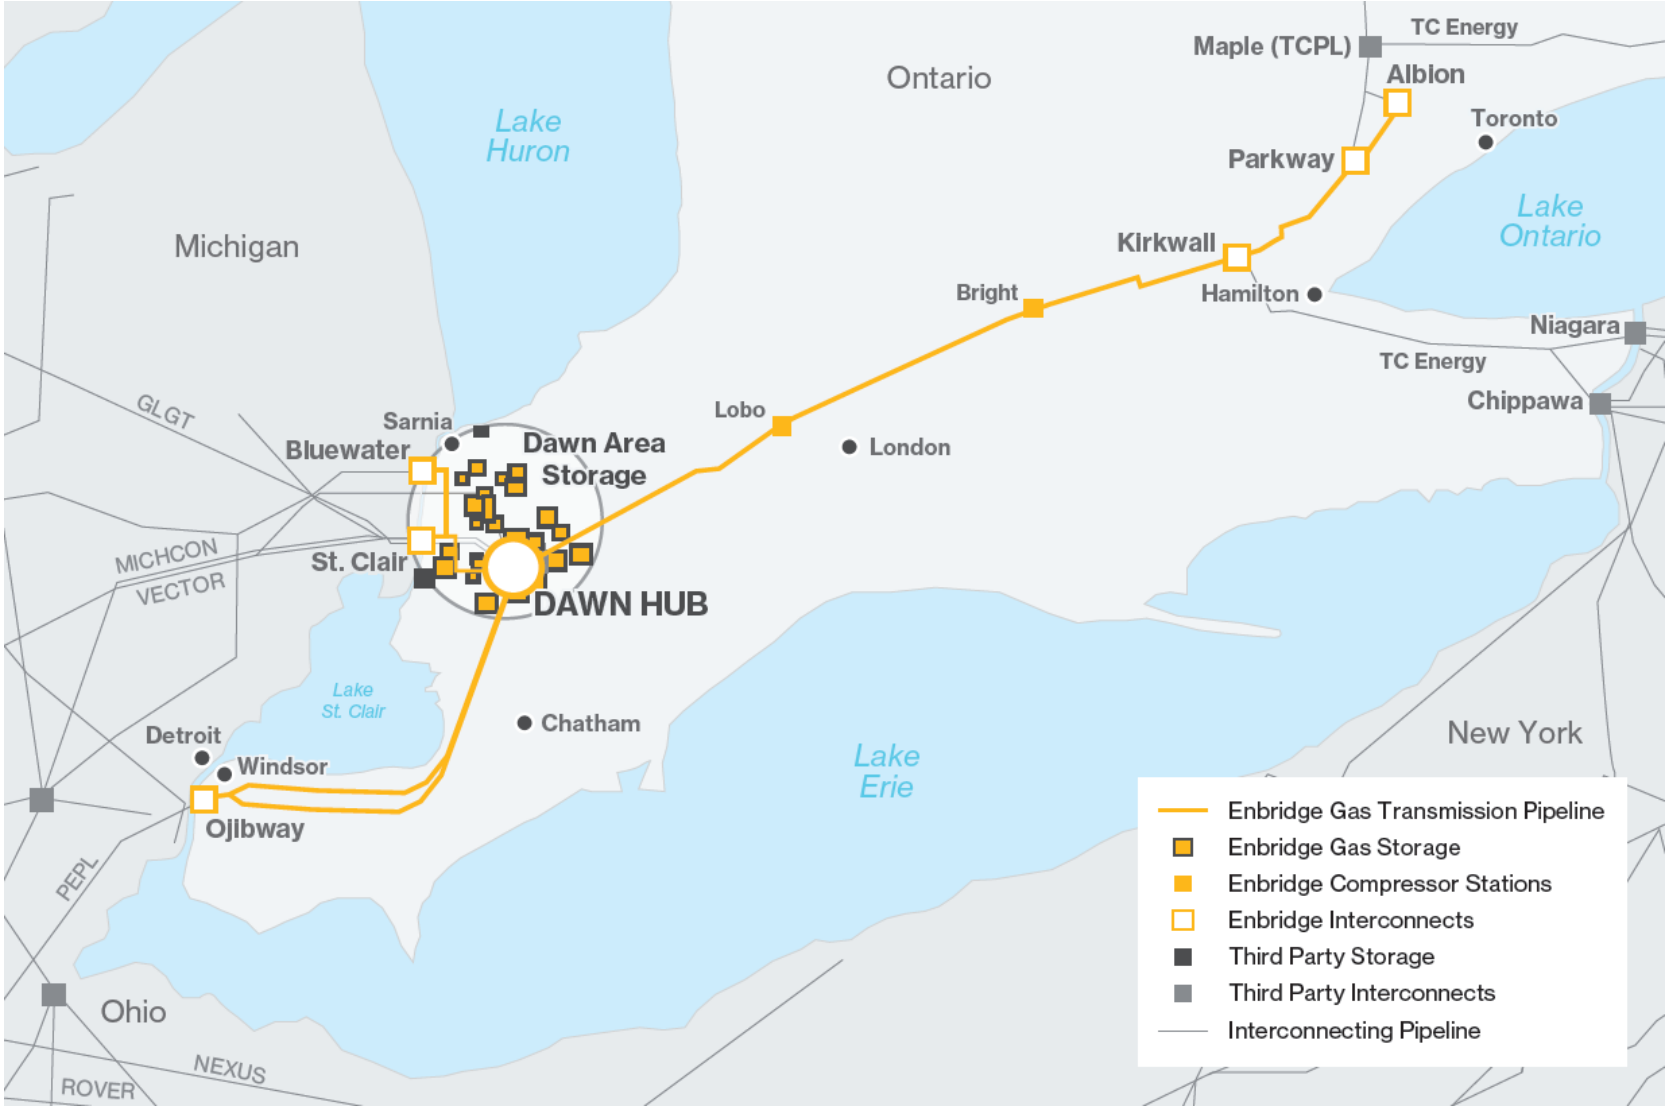 TC Energy
Maple (TCPL)
Albion
Ontario
Lake
Huron
Toronto
Parkway
Lake
Ontario
Michigan
Kirkwall
Bright
Hamilton
Niagara
TC Energy
Chippawa
GLGT
Sarnia
Lobo
Bluewater
Dawn Area
Storage
London
MICHCON
St. Clair
VECTOR
DAWN HUB
Lake
St. Clair
Chatham
Detroit
Windsor
New York
Lake
Erie
Ojibway
PEPL
Enbridge Gas Transmission Pipeline
Enbridge Gas Storage
Enbridge Compressor Stations
Enbridge Interconnects
Third Party Storage
Third Party Interconnects
Interconnecting Pipeline
Ohio
NEXUS
ROVER